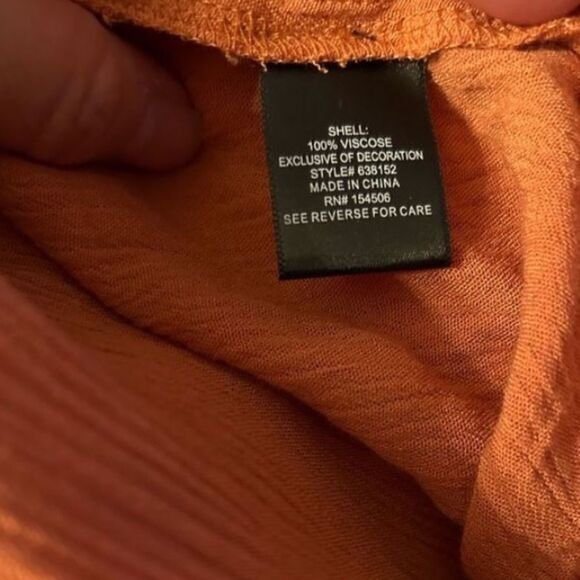 SHELL:
100% VISCOSE
EXCLUSIVE OF DECORATION
STYLE# 638152
MADE IN CHINA
RN# 154506
SEE REVERSE FOR CARE